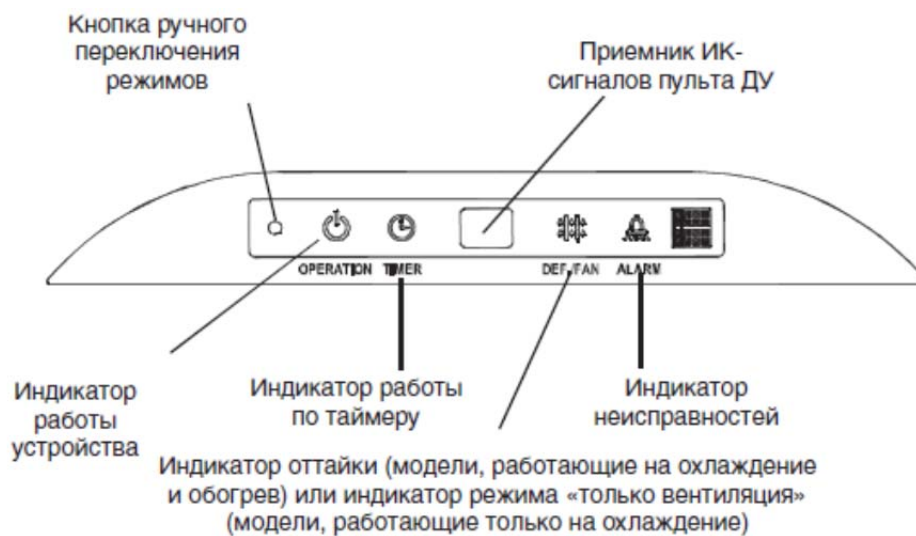 Кнопка ручного
переключения
режимов
Приемник ИК-
сигналов пульта ДУ
OPERATION TIMER
DEF./FAN ALARM
Индикатор
работы
устройства
Индикатор работы
по таймеру
Индикатор
неисправностей
Индикатор оттайки (модели, работающие на охлаждение
и обогрев) или индикатор режима «только вентиляция»
(модели, работающие только на охлаждение)